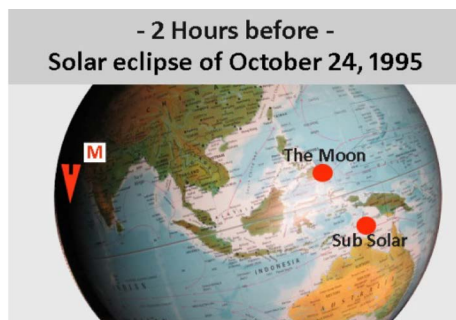 - 2 Hours before -
Solar eclipse of October 24, 1995
M
The Moon
Sub Solar
INDONESIA